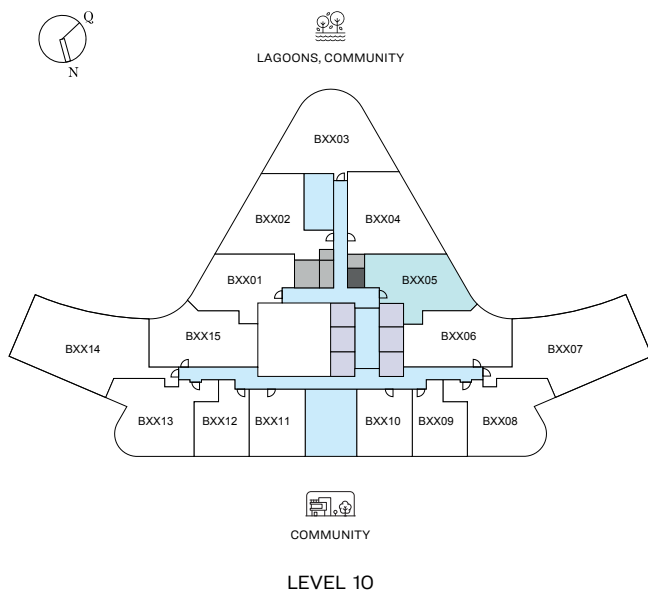 Q
N
LAGOONS, COMMUNITY
BXX03
BXX02
BXX04
BXX01
BXX05
BXX14
BXX15
BXX06
BXX07
BXX13
BXX12
BXX11
BXX10
BXX09
BXX08
COMMUNITY
LEVEL 10